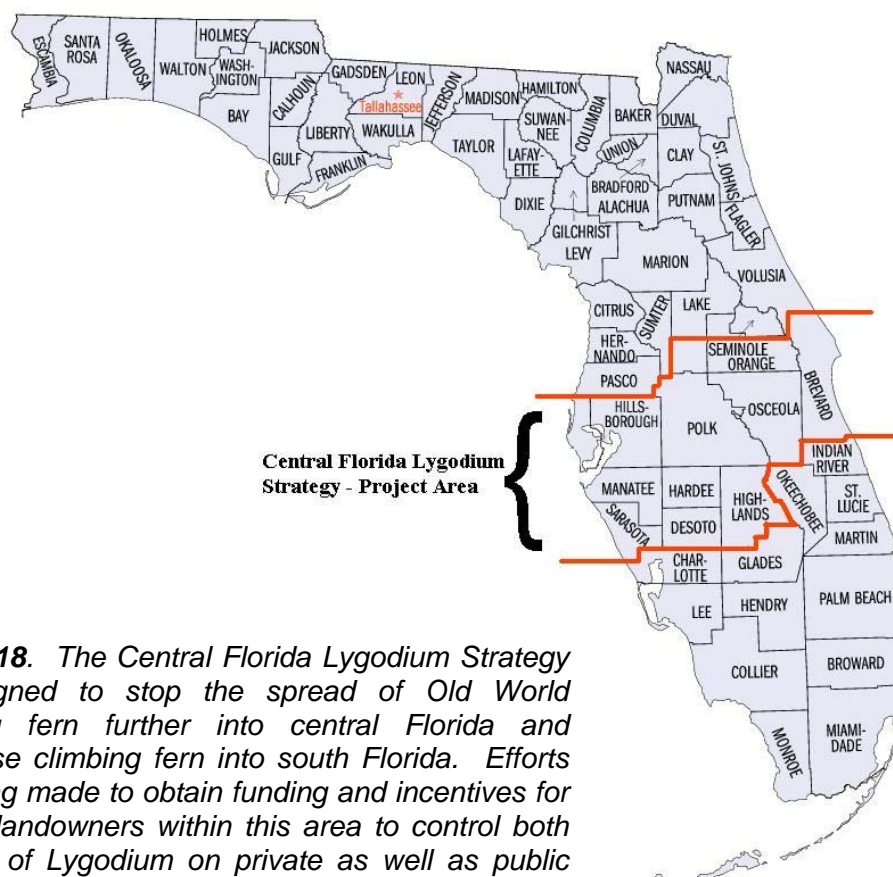 HOLMES
JACKSON
ESCAMBIA
SANTA
ROSA
OKALOOSA
WALTON
WASH-
INGTON
BAY
CALHOUN
GADSDEN
LEON
Tallahassee
LIBERTY
WAKULLA
GULF
FRANKLIN
JEFFERSON
MADISON
TAYLOR
HAMILTON
SUWAN-
NEE
LAFAY-
ETTE
DIXIE
COLUMBIA
BAKER
NASSAU
DUVAL
UNION
CLAY
ST. JOHNS
BRADFORD
ALACHUA
PUTNAM
FLAGLER
GILCHRIST
LEVY
MARION
VOLUSIA
CITRUS
SUMTER
LAKE
HER-
NANDO
SEMINOLE
ORANGE
PASCO
BREVARD
HILLS-
BOROUGH
POLK
OSCEOLA
INDIAN
RIVER
Central Florida Lygodium
Strategy - Project Area
MANATEE
HARDEE
HIGH-
LANDS
OKEECHOBEE
ST.
LUCIE
SARASOTA
DESOTO
MARTIN
CHAR-
LOTTE
GLADES
LEE
HENDRY
PALM BEACH
COLLIER
BROWARD
MONROE
MIAMI-
DADE
18. The Central Florida Lygodium Strategy
gned to stop the spread of Old World
fern further into central Florida and
se climbing fern into south Florida. Efforts
ng made to obtain funding and incentives for
landowners within this area to control both
of Lygodium on private as well as public